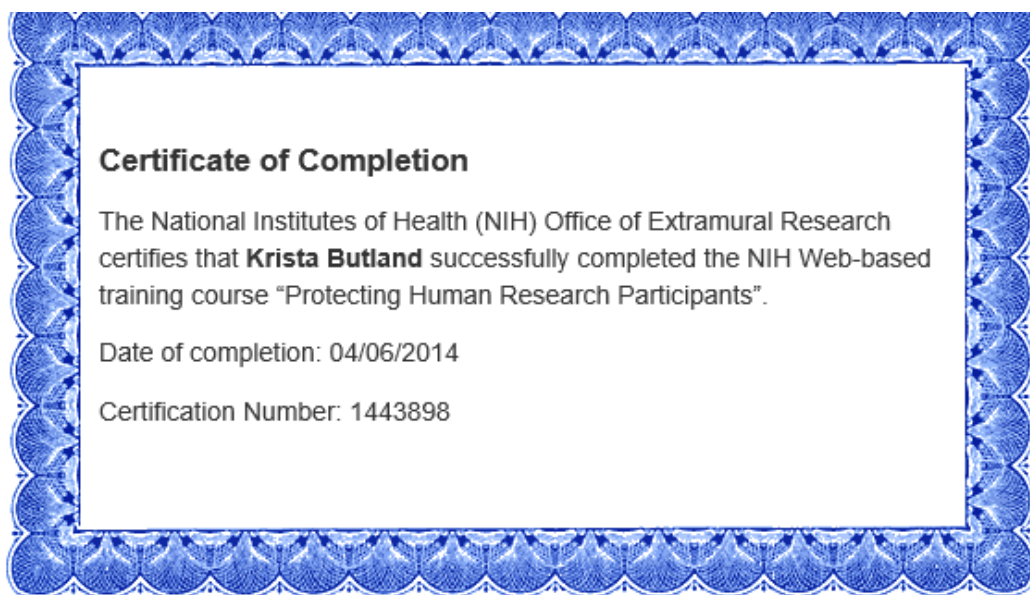 Certificate of Completion
The National Institutes of Health (NIH) Office of Extramural Research
certifies that Krista Butland successfully completed the NIH Web-based
training course “Protecting Human Research Participants”.
Date of completion: 04/06/2014
Certification Number: 1443898